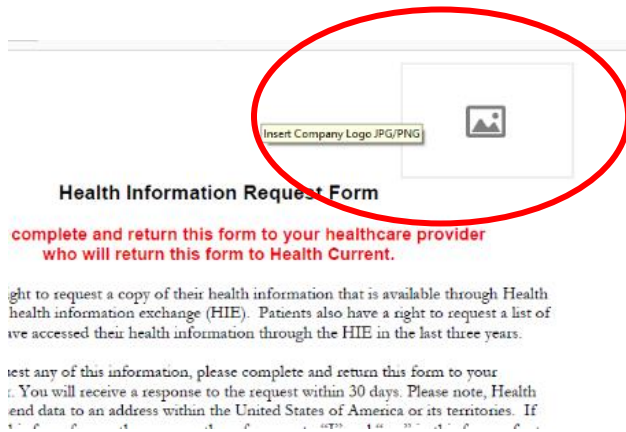 Insert Company Logo JPG/PNG
Health Information Request Form
complete and return this form to your healthcare provider
who will return this form to Health Current.
ght to request a copy of their health information that is available through Health
health information exchange (HIE). Patients also have a right to request a list of
ave accessed their health information through the HIE in the last three years.
est any of this information, please complete and return this form to your
. You will receive a response to the request within 30 days. Please note, Health
end data to an address within the United States of America or its territories. If